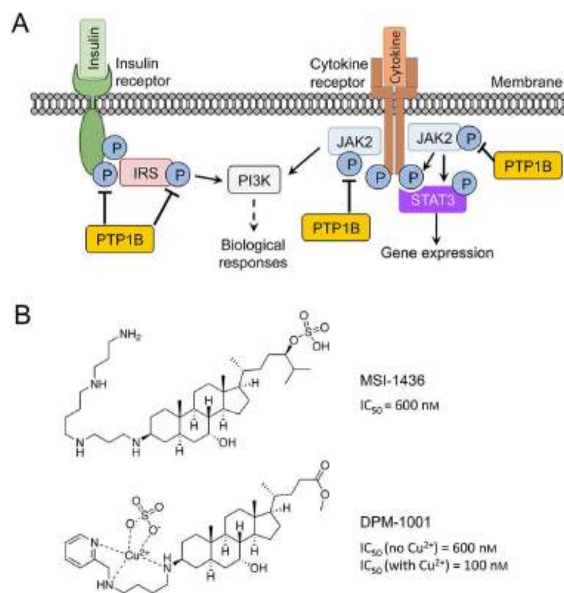 A
Insulin
Insulin
receptor
Cytokine
receptor
Cytokine
Membrane
P
P
IRS
P
PI3K
JAK2
P
P
JAK2
P
P
P
STAT3
PTP1B
PTP1B
PTP1B
Biological
responses
Gene expression
B
NH₂
NH
N
H
N
H
H
H
H
H
OH
O
O
S
O
OH
MSI-1436
IC₅₀ = 600 nM
N
HN
O
O
S
O⁻
O⁻
Cu²⁺
H
N
H
H
H
H
OH
O
O
DPM-1001
IC₅₀ (no Cu²⁺) = 600 nM
IC₅₀ (with Cu²⁺) = 100 nM